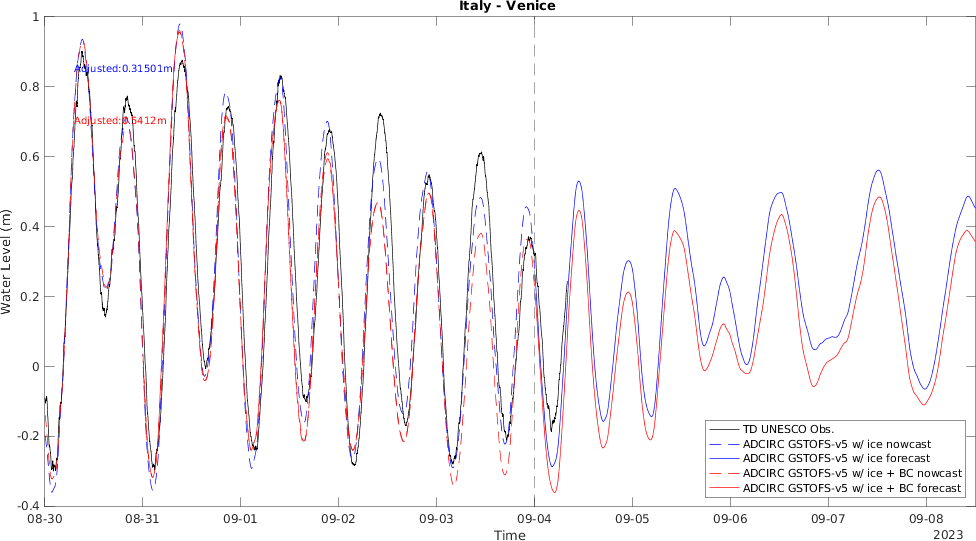 Italy - Venice
1
0.8
0.6
0.4
0.2
0
-0.2
-0.4
Water Level (m)
Adjusted:0.31501m
Adjusted:0.5412m
08-30
08-31
09-01
09-02
09-03
09-04
09-05
09-06
09-07
09-08
Time
2023
TD UNESCO Obs.
ADCIRC GSTOFS-v5 w/ ice nowcast
ADCIRC GSTOFS-v5 w/ ice forecast
ADCIRC GSTOFS-v5 w/ ice + BC nowcast
ADCIRC GSTOFS-v5 w/ ice + BC forecast